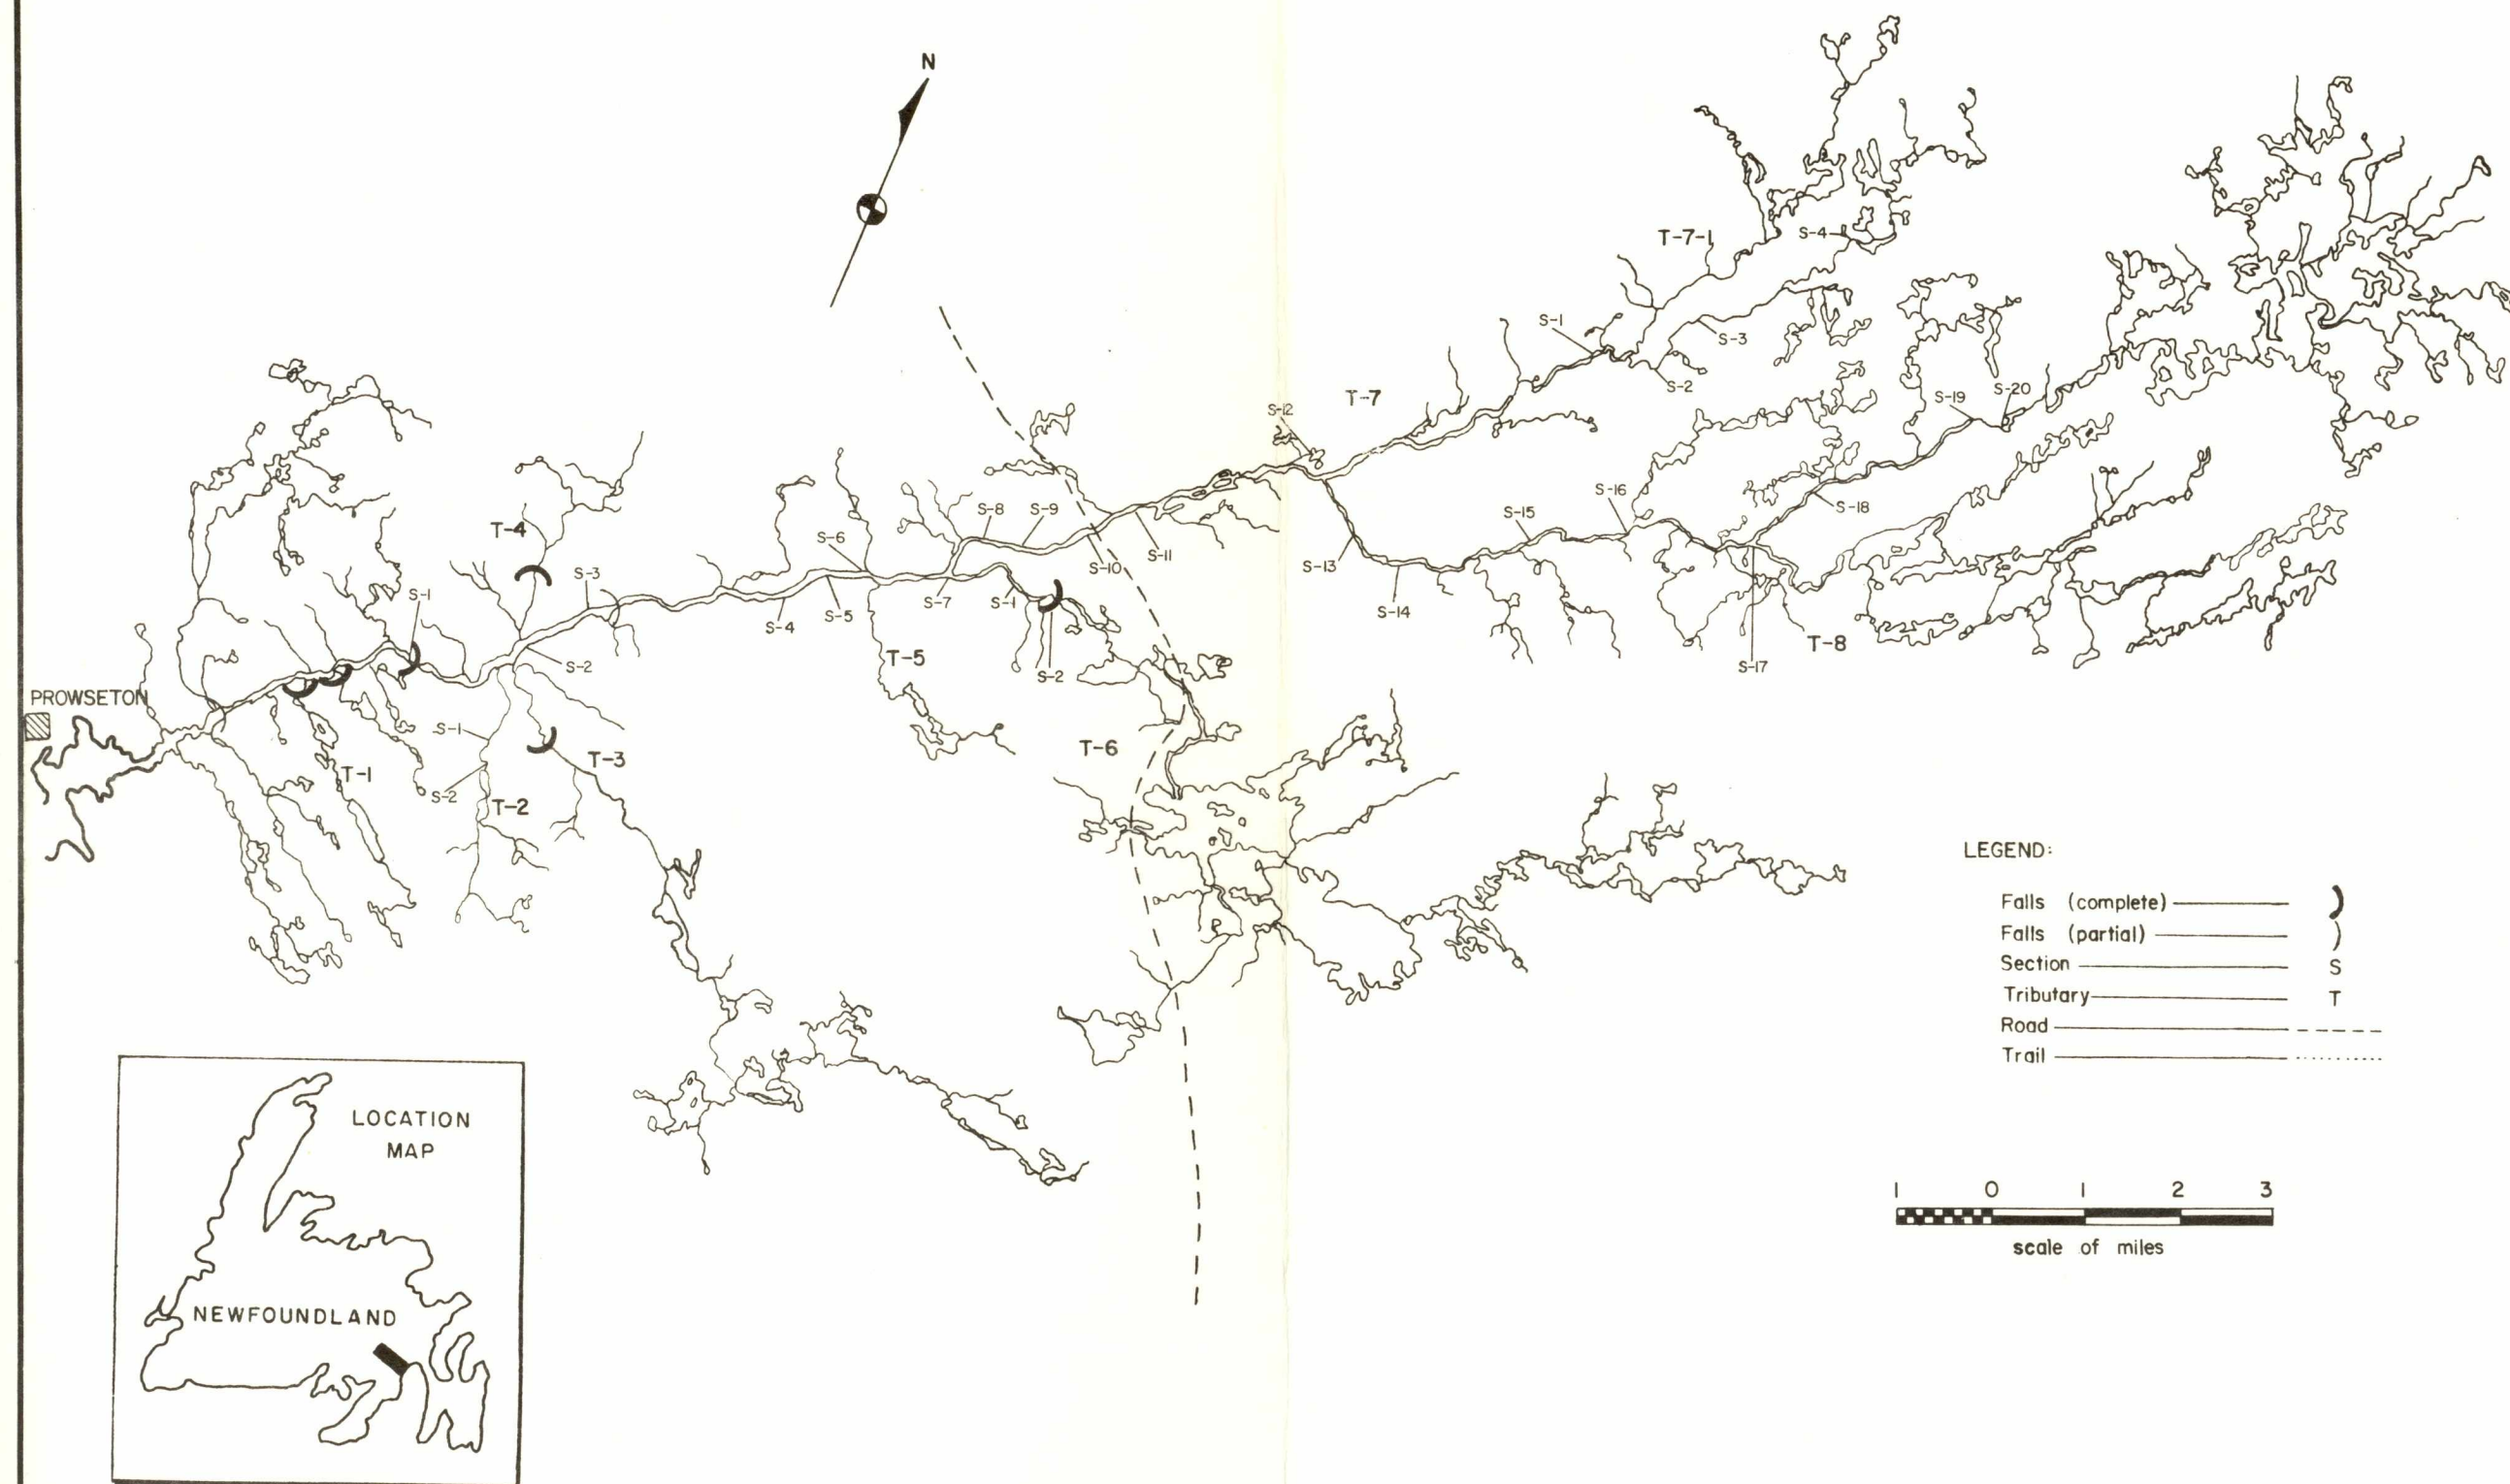 N
T-7-1
S-4
S-1
S-3
S-2
T-7
S-12
S-20
S-19
S-16
S-15
S-18
S-8
S-9
T-4
S-6
S-11
S-10
S-13
S-3
S-1
S-7
S-1
S-5
S-4
S-14
T-8
S-17
T-5
S-2
S-2
PROWSETON
S-1
T-6
T-3
T-1
S-2
T-2
LEGEND:
Falls (complete)
Falls (partial)
Section S
Tributary T
Road
Trail
LOCATION
MAP
1 0 1 2 3
scale of miles
NEWFOUNDLAND